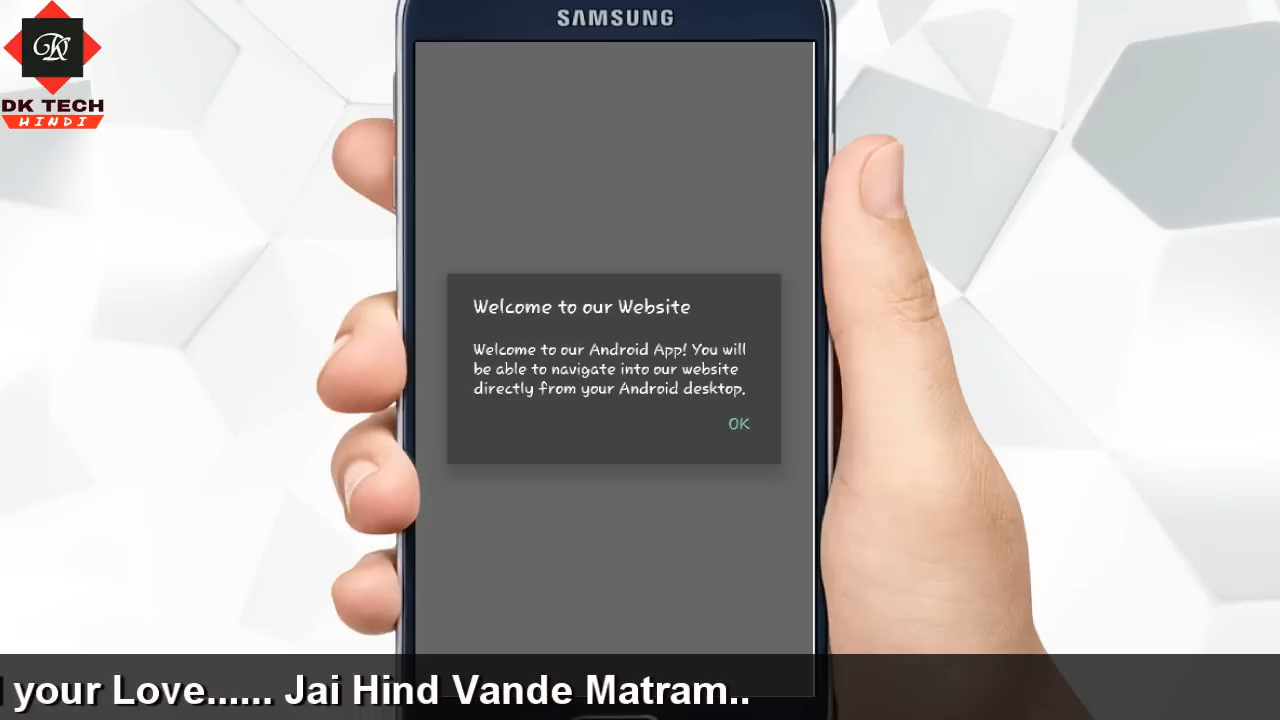 SAMSUNG
DK TECH
HINDI
Welcome to our Website
Welcome to our Android App! You will
be able to navigate into our website
directly from your Android desktop.
OK
your Love...... Jai Hind Vande Matram..